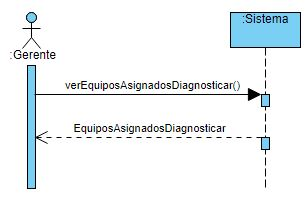 :Sistema
:Gerente
verEquiposAsignadosDiagnosticar()
EquiposAsignadosDiagnosticar